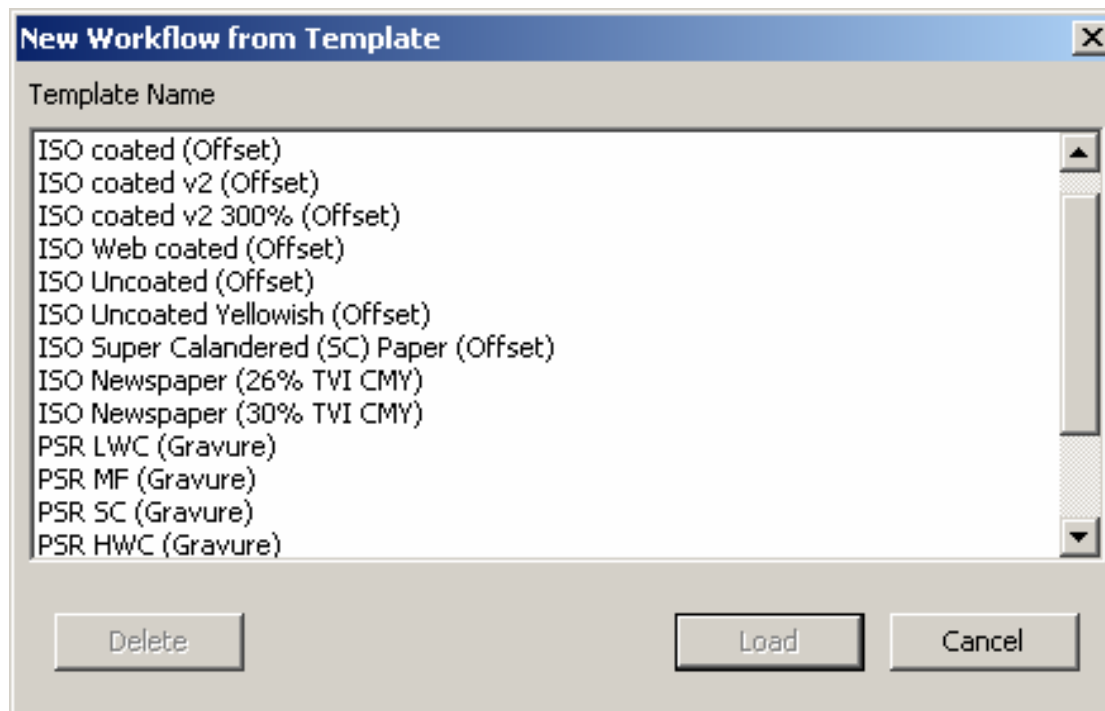 New Workflow from Template
Template Name
ISO coated (Offset)
ISO coated v2 (Offset)
ISO coated v2 300% (Offset)
ISO Web coated (Offset)
ISO Uncoated (Offset)
ISO Uncoated Yellowish (Offset)
ISO Super Calandered (SC) Paper (Offset)
ISO Newspaper (26% TVI CMY)
ISO Newspaper (30% TVI CMY)
PSR LWC (Gravure)
PSR MF (Gravure)
PSR SC (Gravure)
PSR HWC (Gravure)
Delete Load Cancel